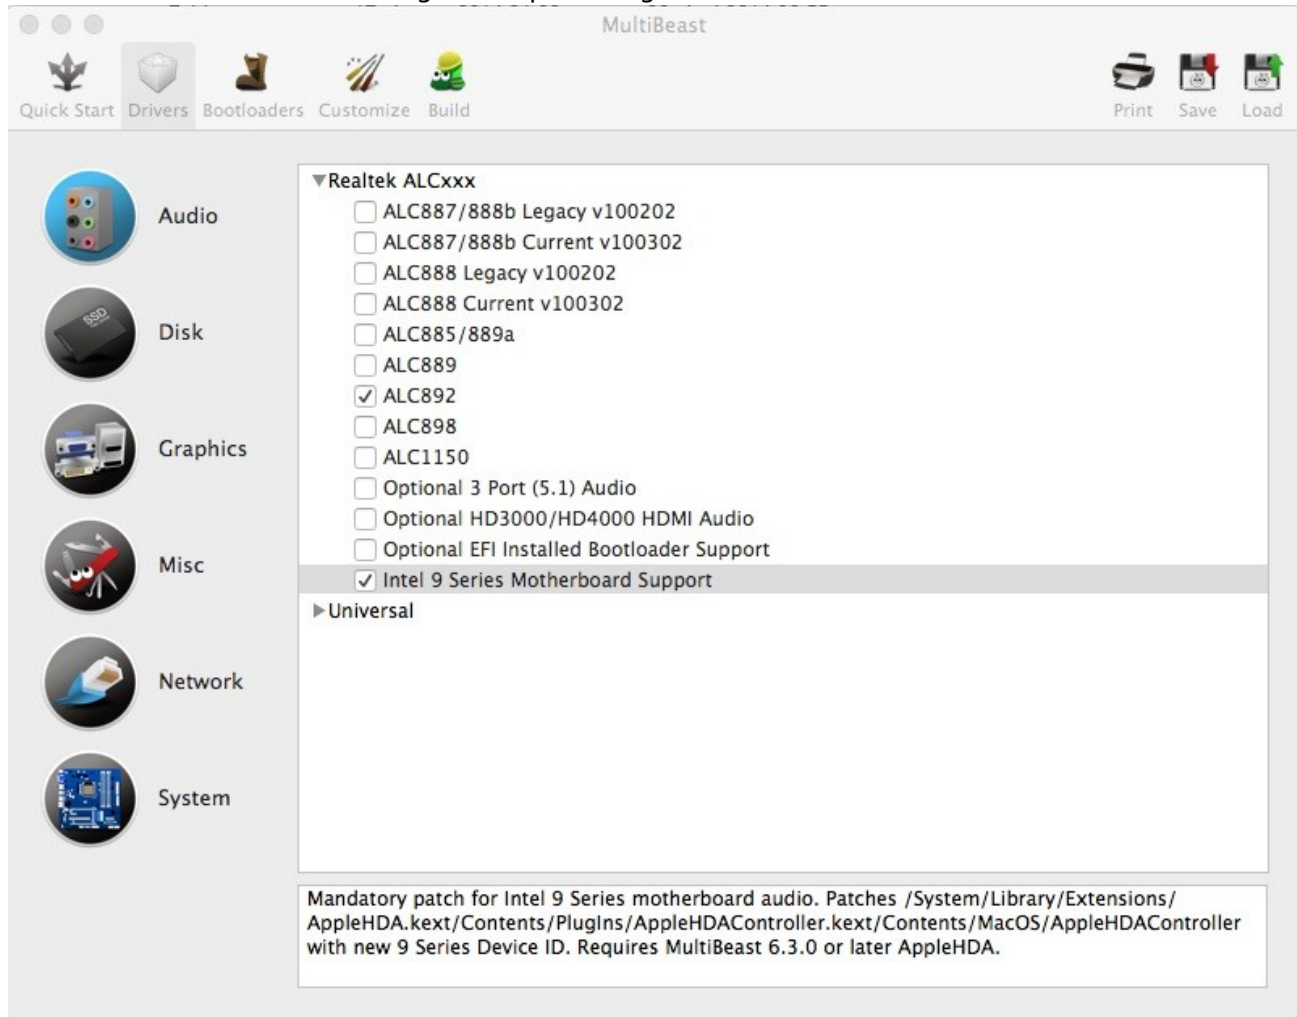 MultiBeast
Quick Start Drivers Bootloaders Customize Build Print Save Load
Audio
Disk
SSD
Graphics
Misc
Network
System
▼Realtek ALCxxx
ALC887/888b Legacy v100202
ALC887/888b Current v100302
ALC888 Legacy v100202
ALC888 Current v100302
ALC885/889a
ALC889
ALC892
ALC898
ALC1150
Optional 3 Port (5.1) Audio
Optional HD3000/HD4000 HDMI Audio
Optional EFI Installed Bootloader Support
Intel 9 Series Motherboard Support
▶Universal
Mandatory patch for Intel 9 Series motherboard audio. Patches /System/Library/Extensions/
AppleHDA.kext/Contents/PlugIns/AppleHDAController.kext/Contents/MacOS/AppleHDAController
with new 9 Series Device ID. Requires MultiBeast 6.3.0 or later AppleHDA.